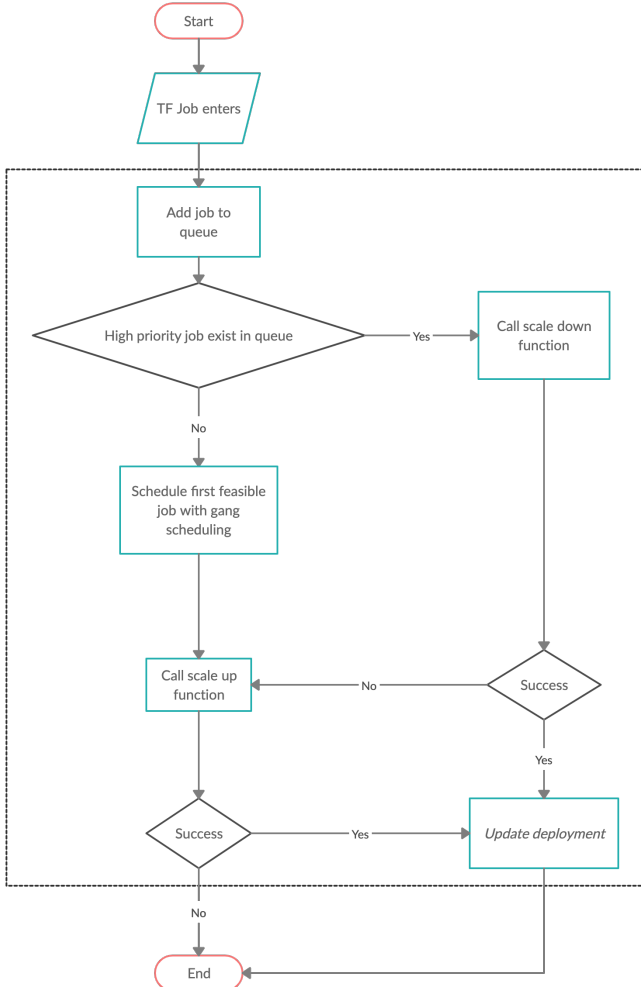 Start
TF Job enters
Add job to
queue
High priority job exist in queue
Yes
Call scale down
function
No
Schedule first feasible
job with gang
scheduling
Call scale up
function
No
Success
Yes
Success
Yes
Update deployment
No
End